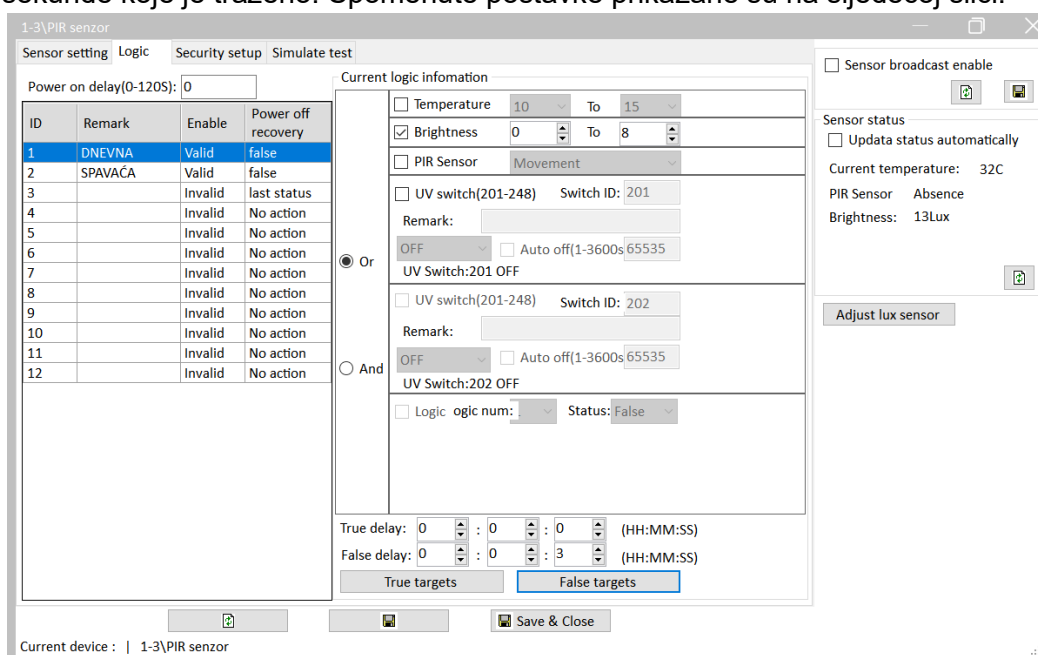 sekunde koje je traženo. Spomenute postavke prikazane su na sljedećoj slici.
1-3\PIR senzor
Sensor setting Logic Security setup Simulate test
Power on delay(0-120S): 0
ID Remark Enable Power off recovery
1 DNEVNA Valid false
2 SPAVAĆA Valid false
3 Invalid last status
4 Invalid No action
5 Invalid No action
6 Invalid No action
7 Invalid No action
8 Invalid No action
9 Invalid No action
10 Invalid No action
11 Invalid No action
12 Invalid No action
Current logic infomation
Temperature 10 To 15
Brightness 0 To 8
PIR Sensor Movement
UV switch(201-248) Switch ID: 201
Remark:
OFF Auto off(1-3600s 65535
UV Switch:201 OFF
Or
UV switch(201-248) Switch ID: 202
Remark:
OFF Auto off(1-3600s 65535
UV Switch:202 OFF
And
Logic ogic num: Status: False
True delay: 0 : 0 : 0 (HH:MM:SS)
False delay: 0 : 0 : 3 (HH:MM:SS)
True targets False targets
Sensor broadcast enable
Sensor status
Updata status automatically
Current temperature: 32C
PIR Sensor Absence
Brightness: 13Lux
Adjust lux sensor
Save & Close
Current device : | 1-3\PIR senzor